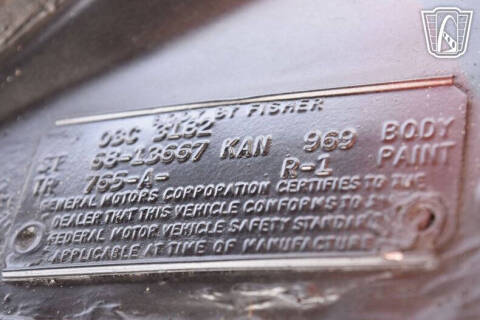 BODY BY FISHER
03C 3182
ST 68-13667 KAN 969 BODY
TR 765-A- R-1 PAINT
GENERAL MOTORS CORPORATION CERTIFIES TO THE
DEALER THAT THIS VEHICLE CONFORMS TO
FEDERAL MOTOR VEHICLE SAFETY STANDARDS
APPLICABLE AT TIME OF MANUFACTURE